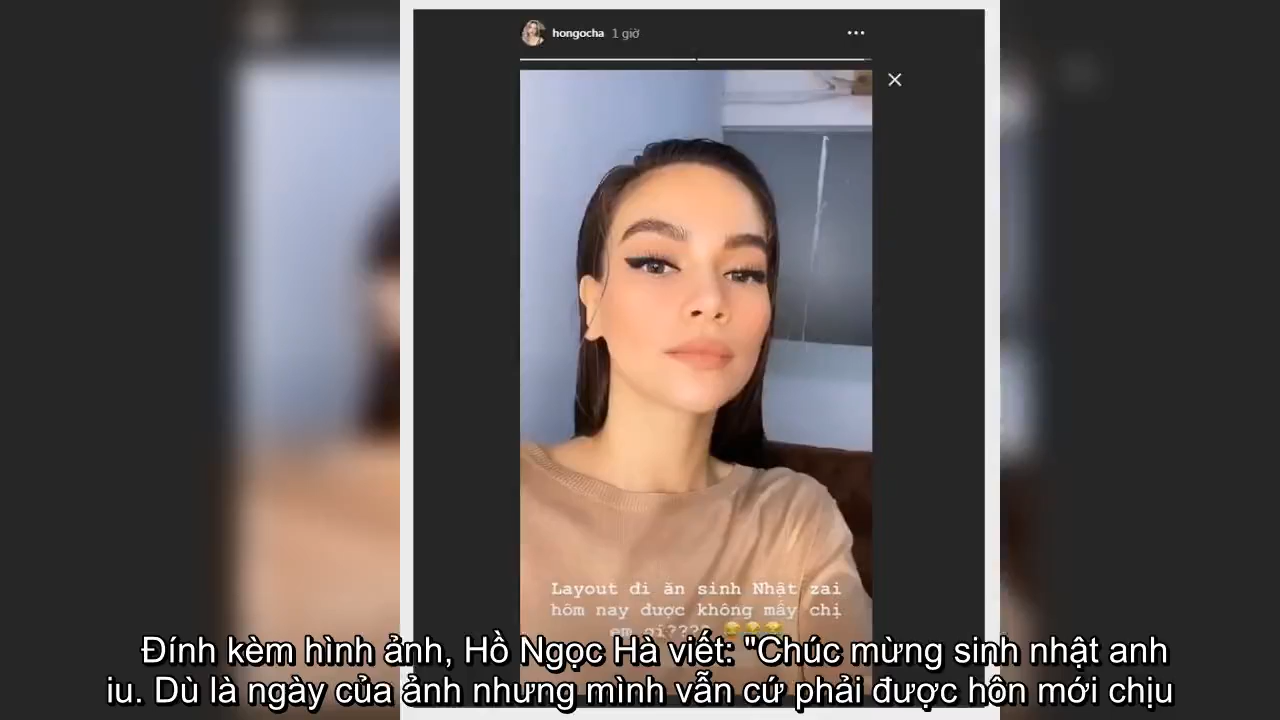 hongocha 1 giờ
Layout đi ăn sinh Nhật zai
hôm nay được không mấy chị
em gì????
Đính kèm hình ảnh, Hồ Ngọc Hà viết: "Chúc mừng sinh nhật anh
iu. Dù là ngày của ảnh nhưng mình vẫn cứ phải được hôn mới chịu